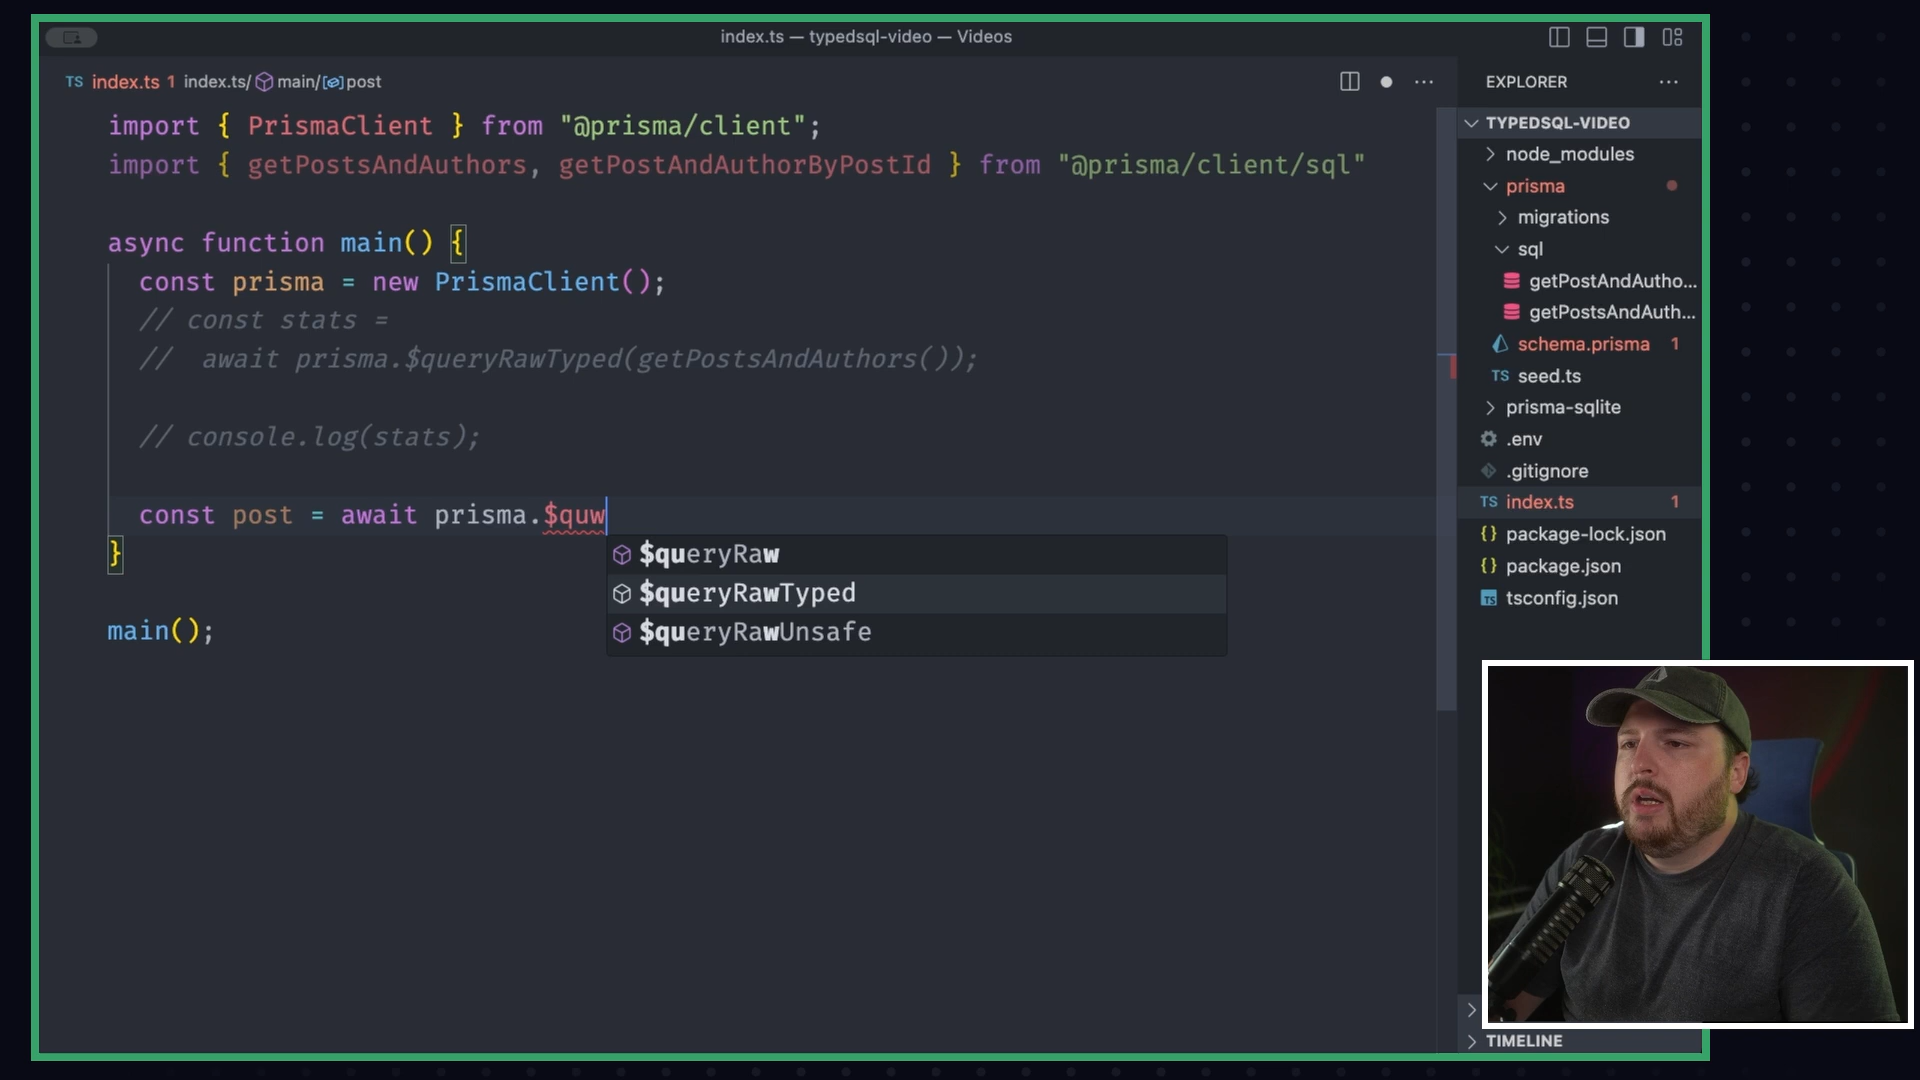 index.ts — typedsql-video — Videos
TS index.ts 1 index.ts/ main/ post
import { PrismaClient } from "@prisma/client";
import { getPostsAndAuthors, getPostAndAuthorByPostId } from "@prisma/client/sql"
async function main() {
const prisma = new PrismaClient();
// const stats =
//  await prisma.$queryRawTyped(getPostsAndAuthors());
// console.log(stats);
const post = await prisma.$quw
$queryRaw
$queryRawTyped
$queryRawUnsafe
}
main();
EXPLORER
TYPEDSQL-VIDEO
node_modules
prisma
migrations
sql
getPostAndAutho...
getPostsAndAuth...
schema.prisma 1
TS seed.ts
prisma-sqlite
.env
.gitignore
TS index.ts 1
{} package-lock.json
{} package.json
TS tsconfig.json
TIMELINE